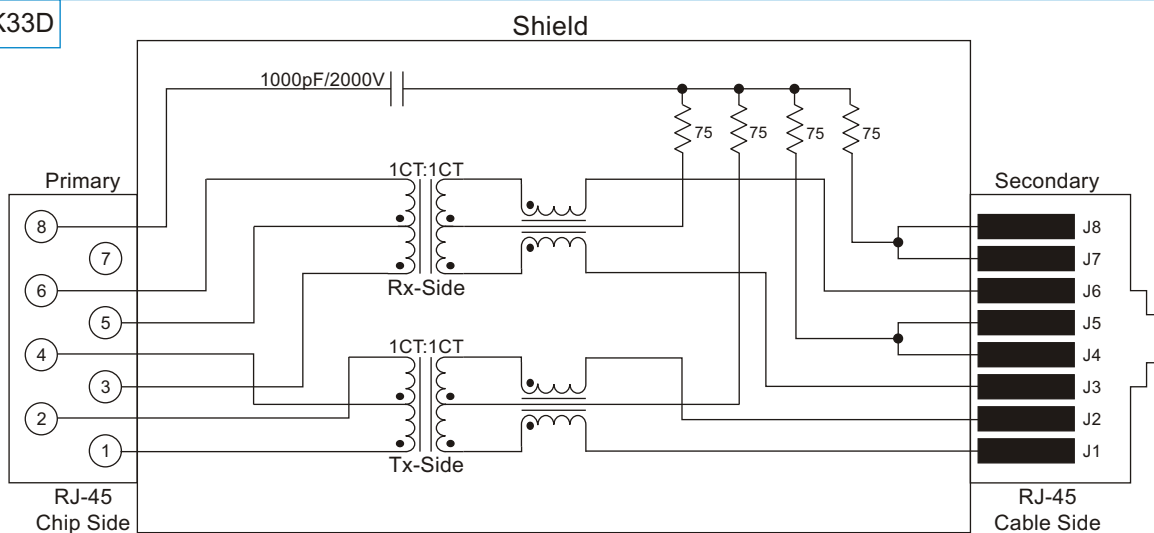 K33D
Shield
1000pF/2000V
75 75 75 75
Primary
1CT:1CT
Secondary
8
J8
7
J7
6
J6
Rx-Side
5
J5
1CT:1CT
4
J4
3
J3
2
J2
1
J1
Tx-Side
RJ-45
Chip Side
RJ-45
Cable Side